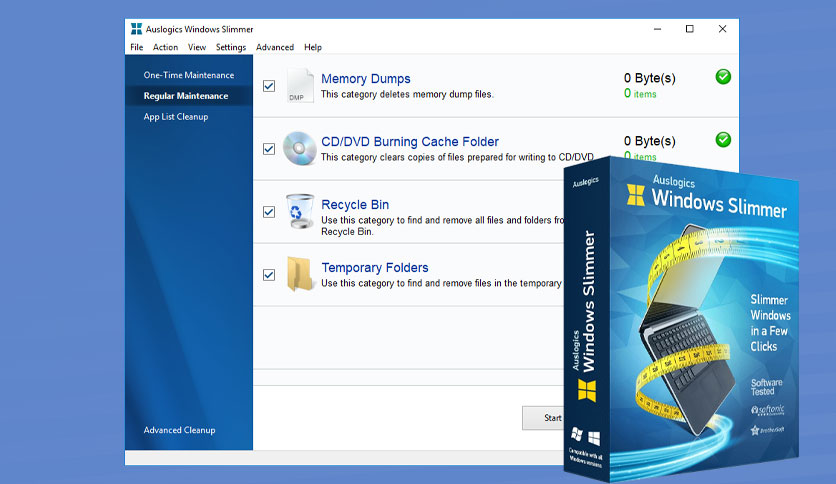 Auslogics Windows Slimmer
File Action View Settings Advanced Help
One-Time Maintenance
Regular Maintenance
App List Cleanup
Advanced Cleanup
DMP
Memory Dumps
This category deletes memory dump files.
0 Byte(s)
0 items
CD/DVD Burning Cache Folder
This category clears copies of files prepared for writing to CD/DVD
0 Byte(s)
0 items
Recycle Bin
Use this category to find and remove all files and folders fro
Recycle Bin.
Temporary Folders
Use this category to find and remove files in the temporary
Start
Auslogics
Windows Slimmer
Auslogics
Auslogics
Windows Slimmer
Slimmer
Windows
in a Few
Clicks
Software
Tested
softonic
BrotherSoft
Compatible with all
Windows versions